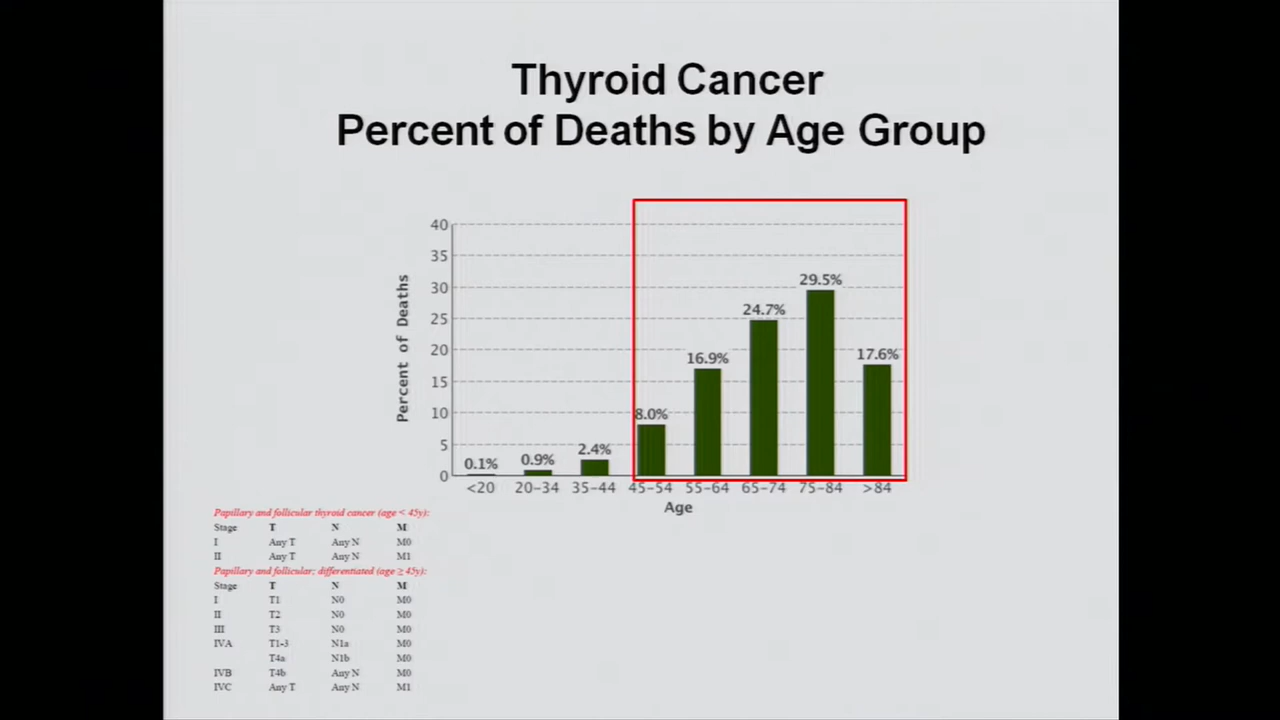 Thyroid Cancer
Percent of Deaths by Age Group
Percent of Deaths
40
35
30
25
20
15
10
5
0
0.1%
0.9%
2.4%
8.0%
16.9%
24.7%
29.5%
17.6%
<20 20-34 35-44 45-54 55-64 65-74 75-84 >84
Age
Papillary and follicular thyroid cancer (age < 45y):
Stage T N M
I Any T Any N M0
II Any T Any N M1
Papillary and follicular; differentiated (age ≥ 45y):
Stage T N M
I T1 N0 M0
II T2 N0 M0
III T3 N0 M0
IVA T1-3 N1a M0
T4a N1b M0
IVB T4b Any N M0
IVC Any T Any N M1